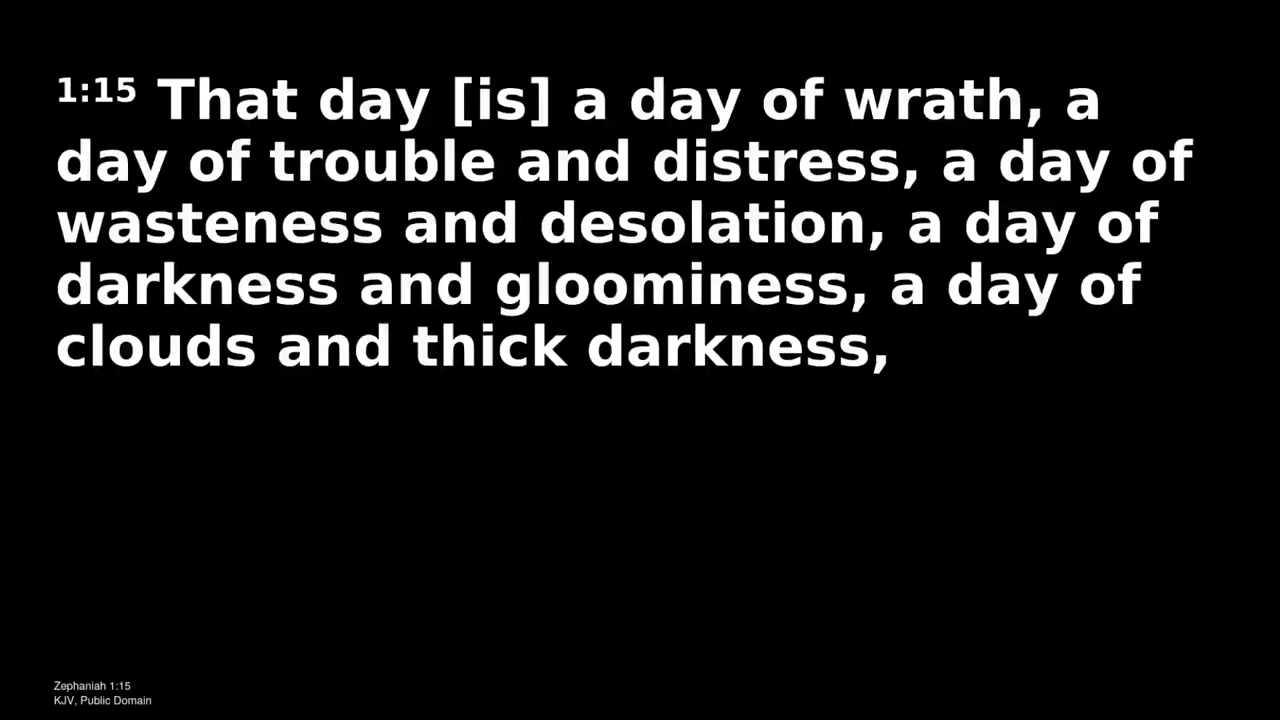 1:15 That day [is] a day of wrath, a
day of trouble and distress, a day of
wasteness and desolation, a day of
darkness and gloominess, a day of
clouds and thick darkness,
Zephaniah 1:15
KJV, Public Domain